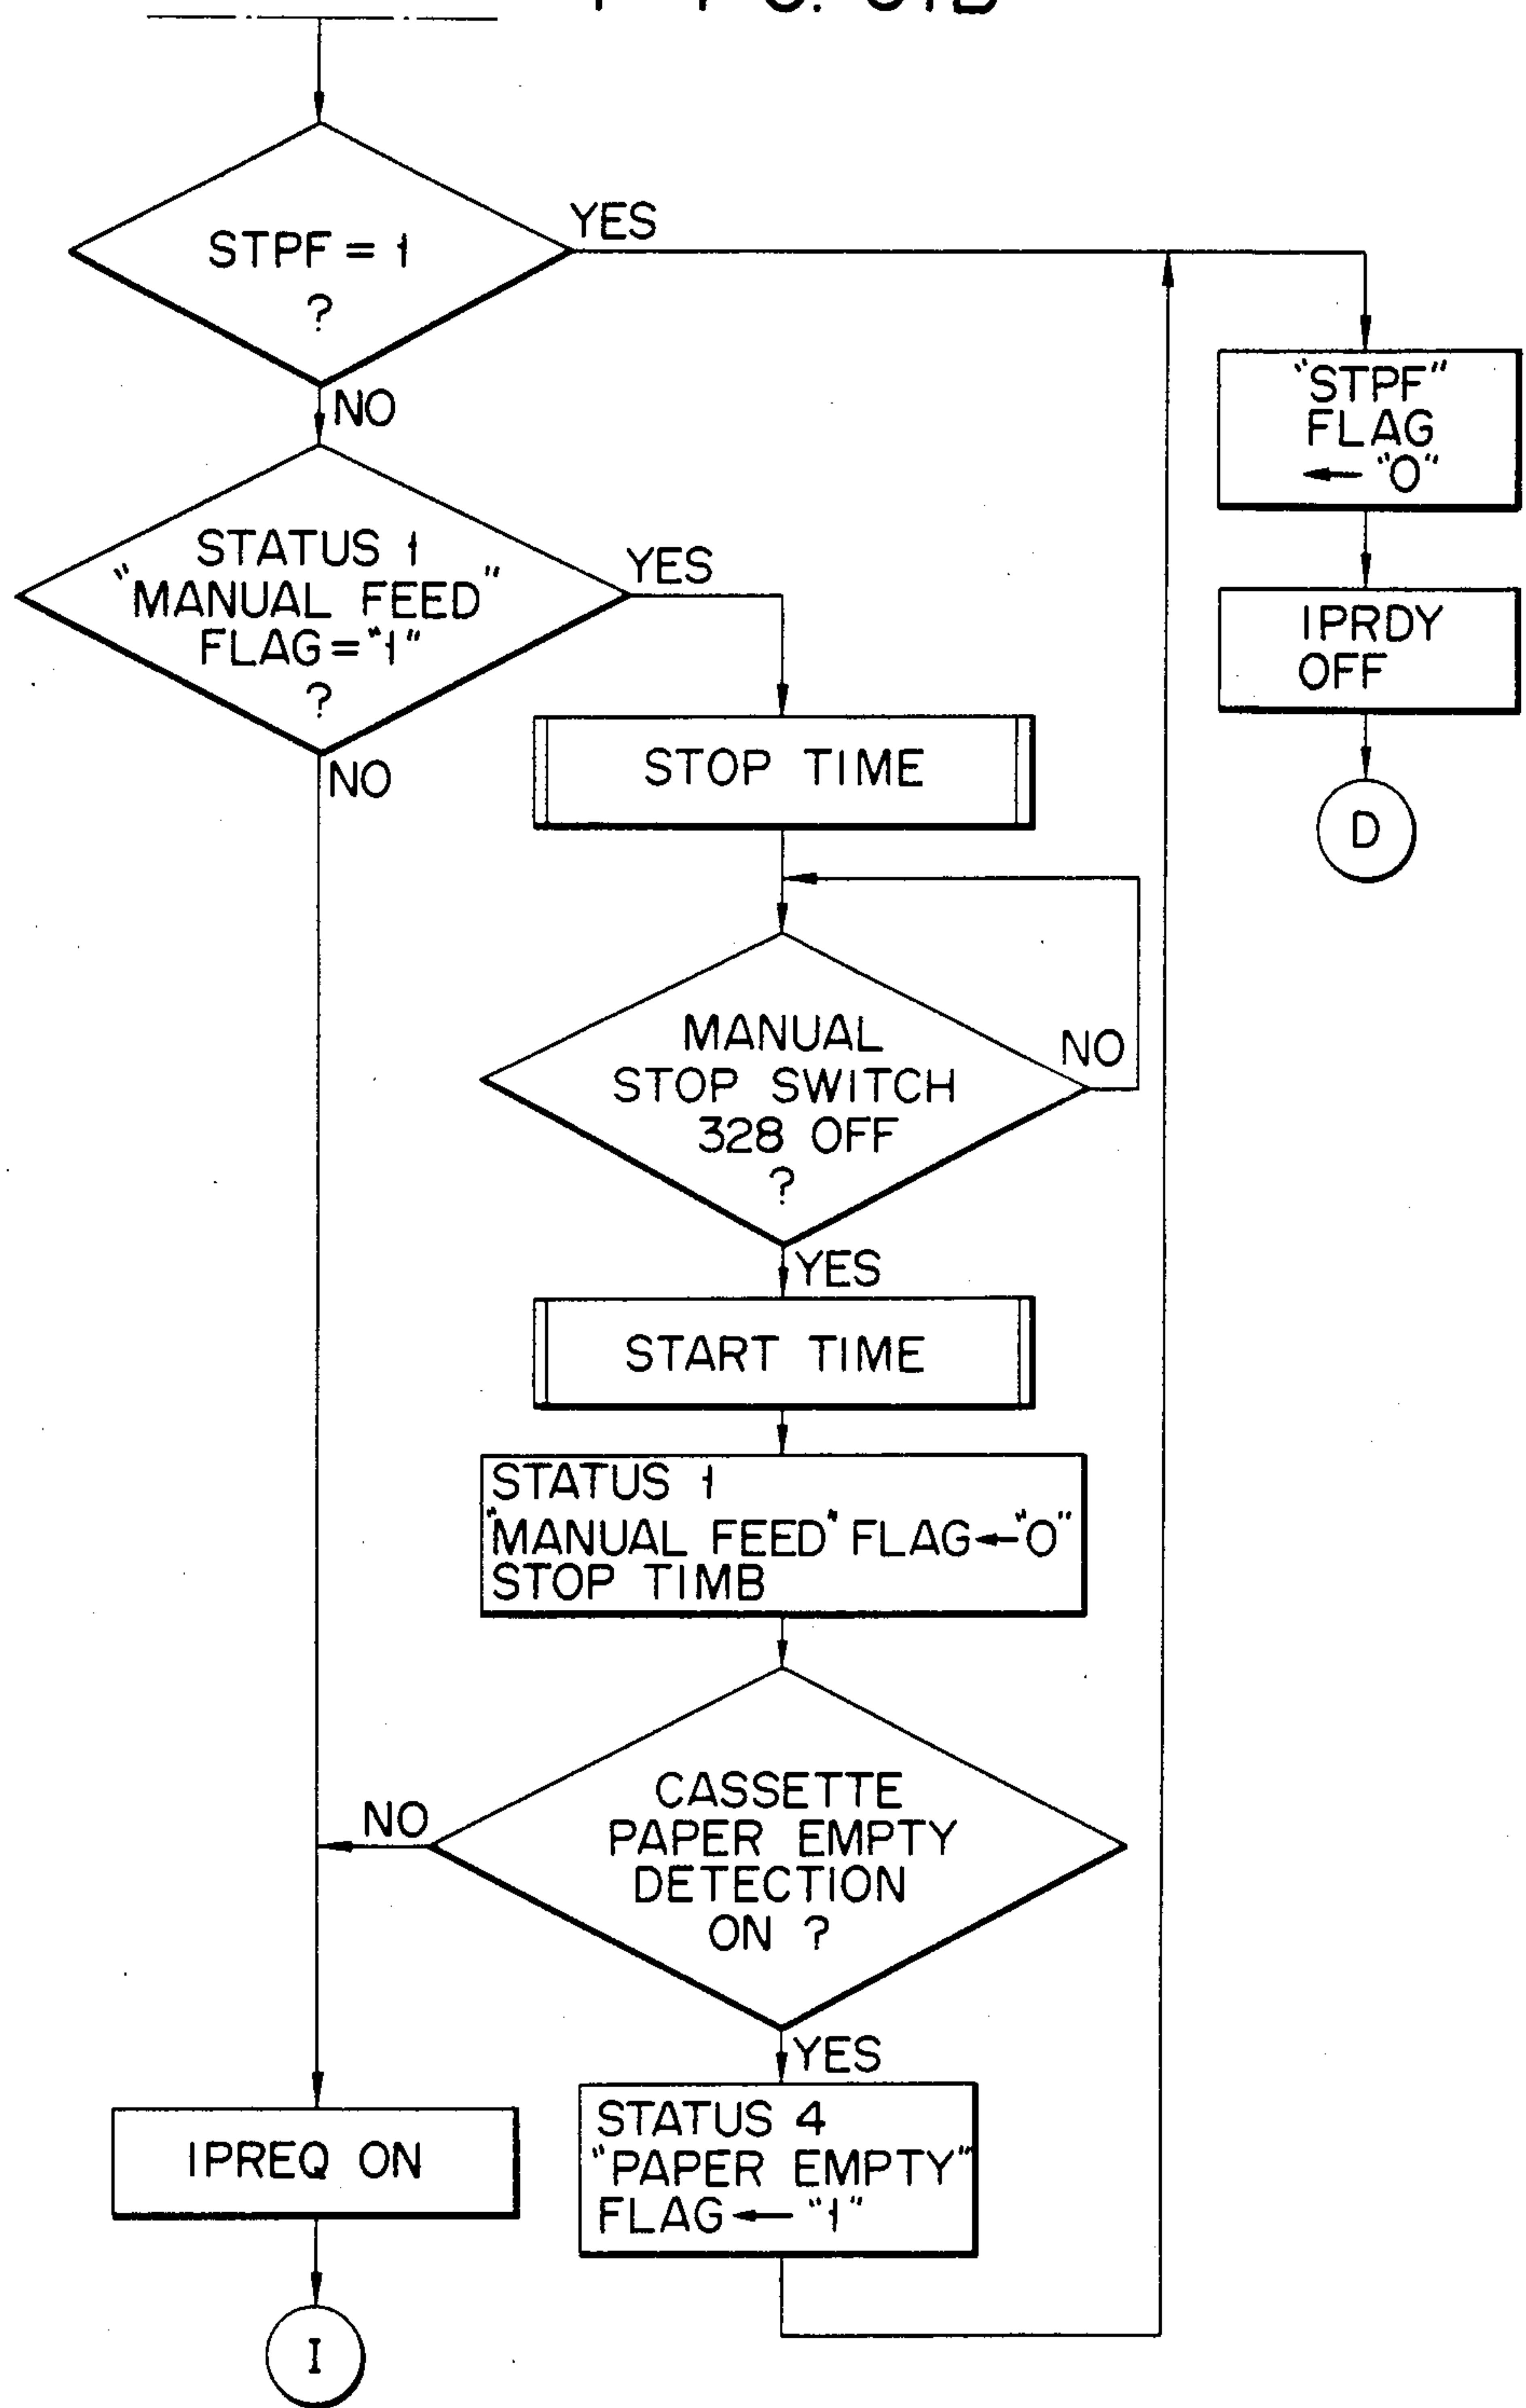 STPF = 1
?
YES
NO
"STPF"
FLAG
← "0"
IPRDY
OFF
D
STATUS 1
"MANUAL FEED"
FLAG = "1"
?
YES
NO
STOP TIME
MANUAL
STOP SWITCH
328 OFF
?
NO
YES
START TIME
STATUS 1
"MANUAL FEED" FLAG ← "0"
STOP TIMB
CASSETTE
PAPER EMPTY
DETECTION
ON ?
NO
YES
STATUS 4
"PAPER EMPTY"
FLAG ← "1"
IPREQ ON
I